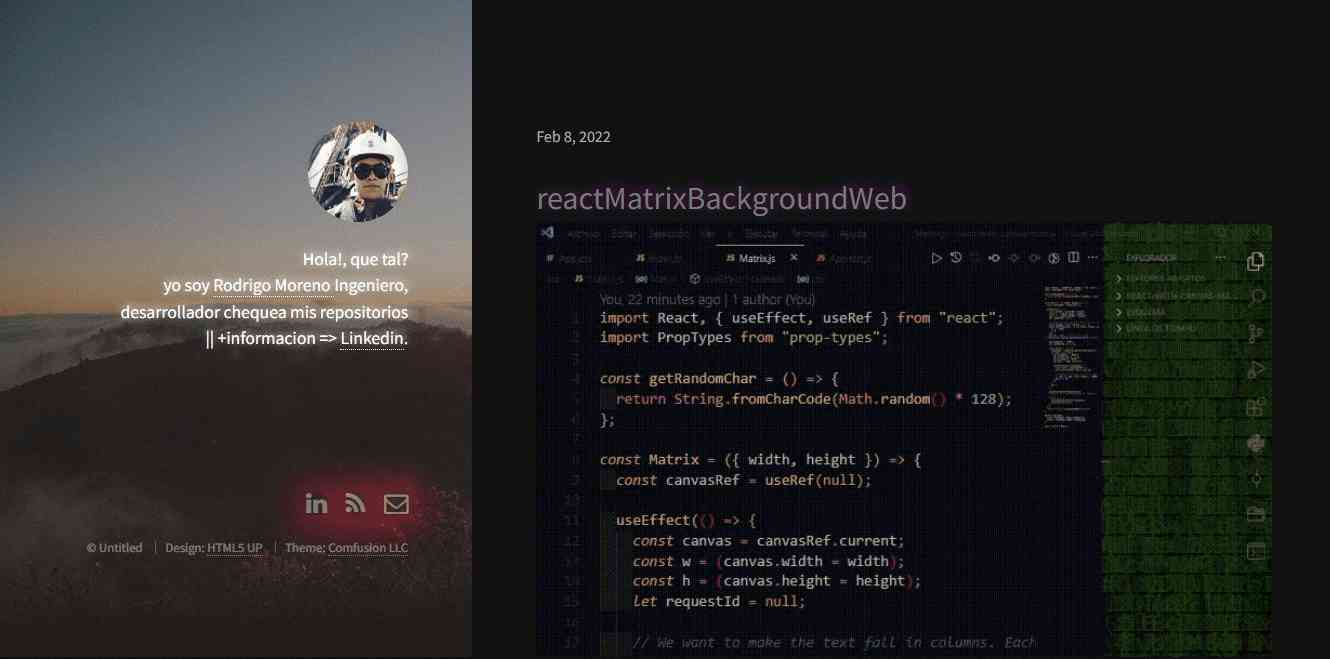 Hola!, que tal?
yo soy Rodrigo Moreno Ingeniero,
desarrollador chequea mis repositorios
|| +informacion => Linkedin.
in
© Untitled | Design: HTML5 UP | Theme: Comfusion LLC
Feb 8, 2022
reactMatrixBackgroundWeb
Archivo Editar Selección Ver Ir Ejecutar Terminal Ayuda
JS Matrix.js ×
EXPLORADOR
You, 22 minutes ago | 1 author (You)
1 import React, { useEffect, useRef } from "react";
2 import PropTypes from "prop-types";
3
4 const getRandomChar = () => {
5 return String.fromCharCode(Math.random() * 128);
6 };
7
8 const Matrix = ({ width, height }) => {
9 const canvasRef = useRef(null);
10
11 useEffect(() => {
12 const canvas = canvasRef.current;
13 const w = (canvas.width = width);
14 const h = (canvas.height = height);
15 let requestId = null;
16
17 // We want to make the text fall in columns. Each